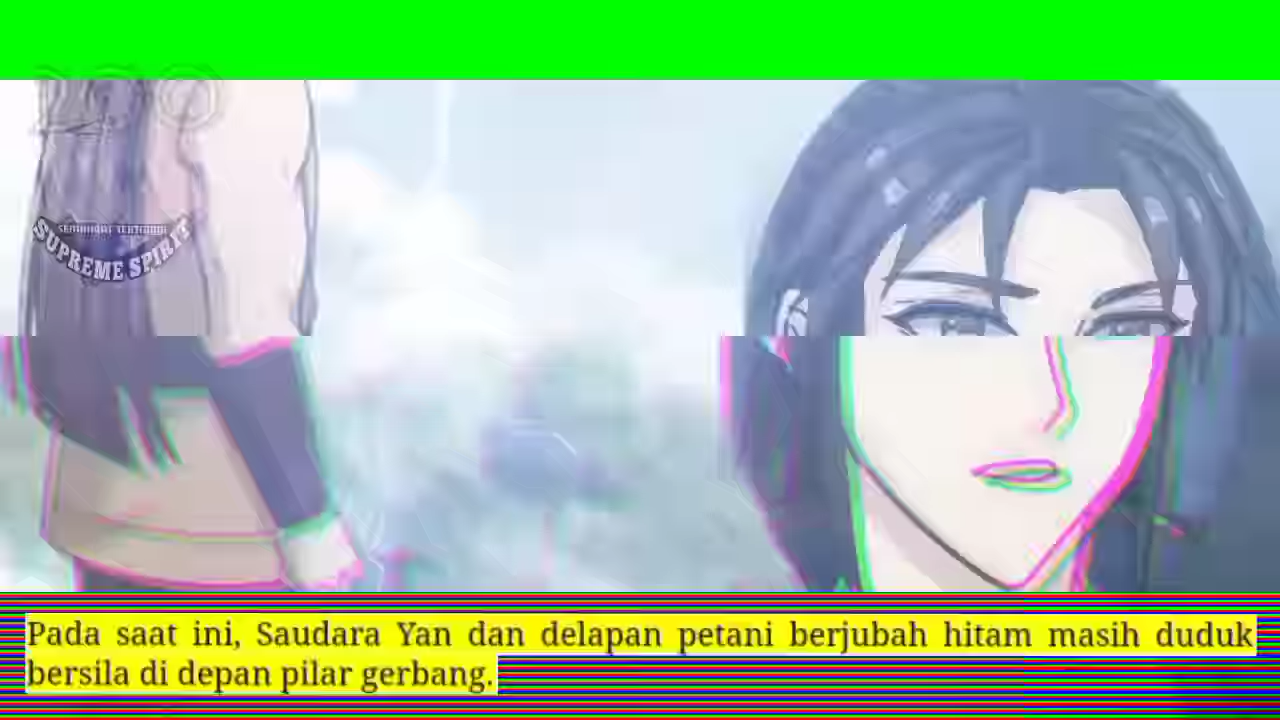 SUPREME SPIRIT
Pada saat ini, Saudara Yan dan delapan petani berjubah hitam masih duduk
bersila di depan pilar gerbang.